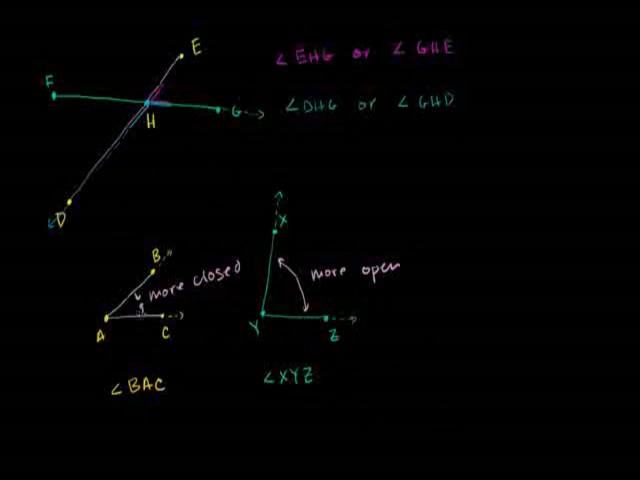 E
∠ EHG or ∠ GHE
F
G
∠DHG or ∠ GHD
H
D
X
B
more closed
more open
A
C
Y
Z
∠BAC
∠XYZ